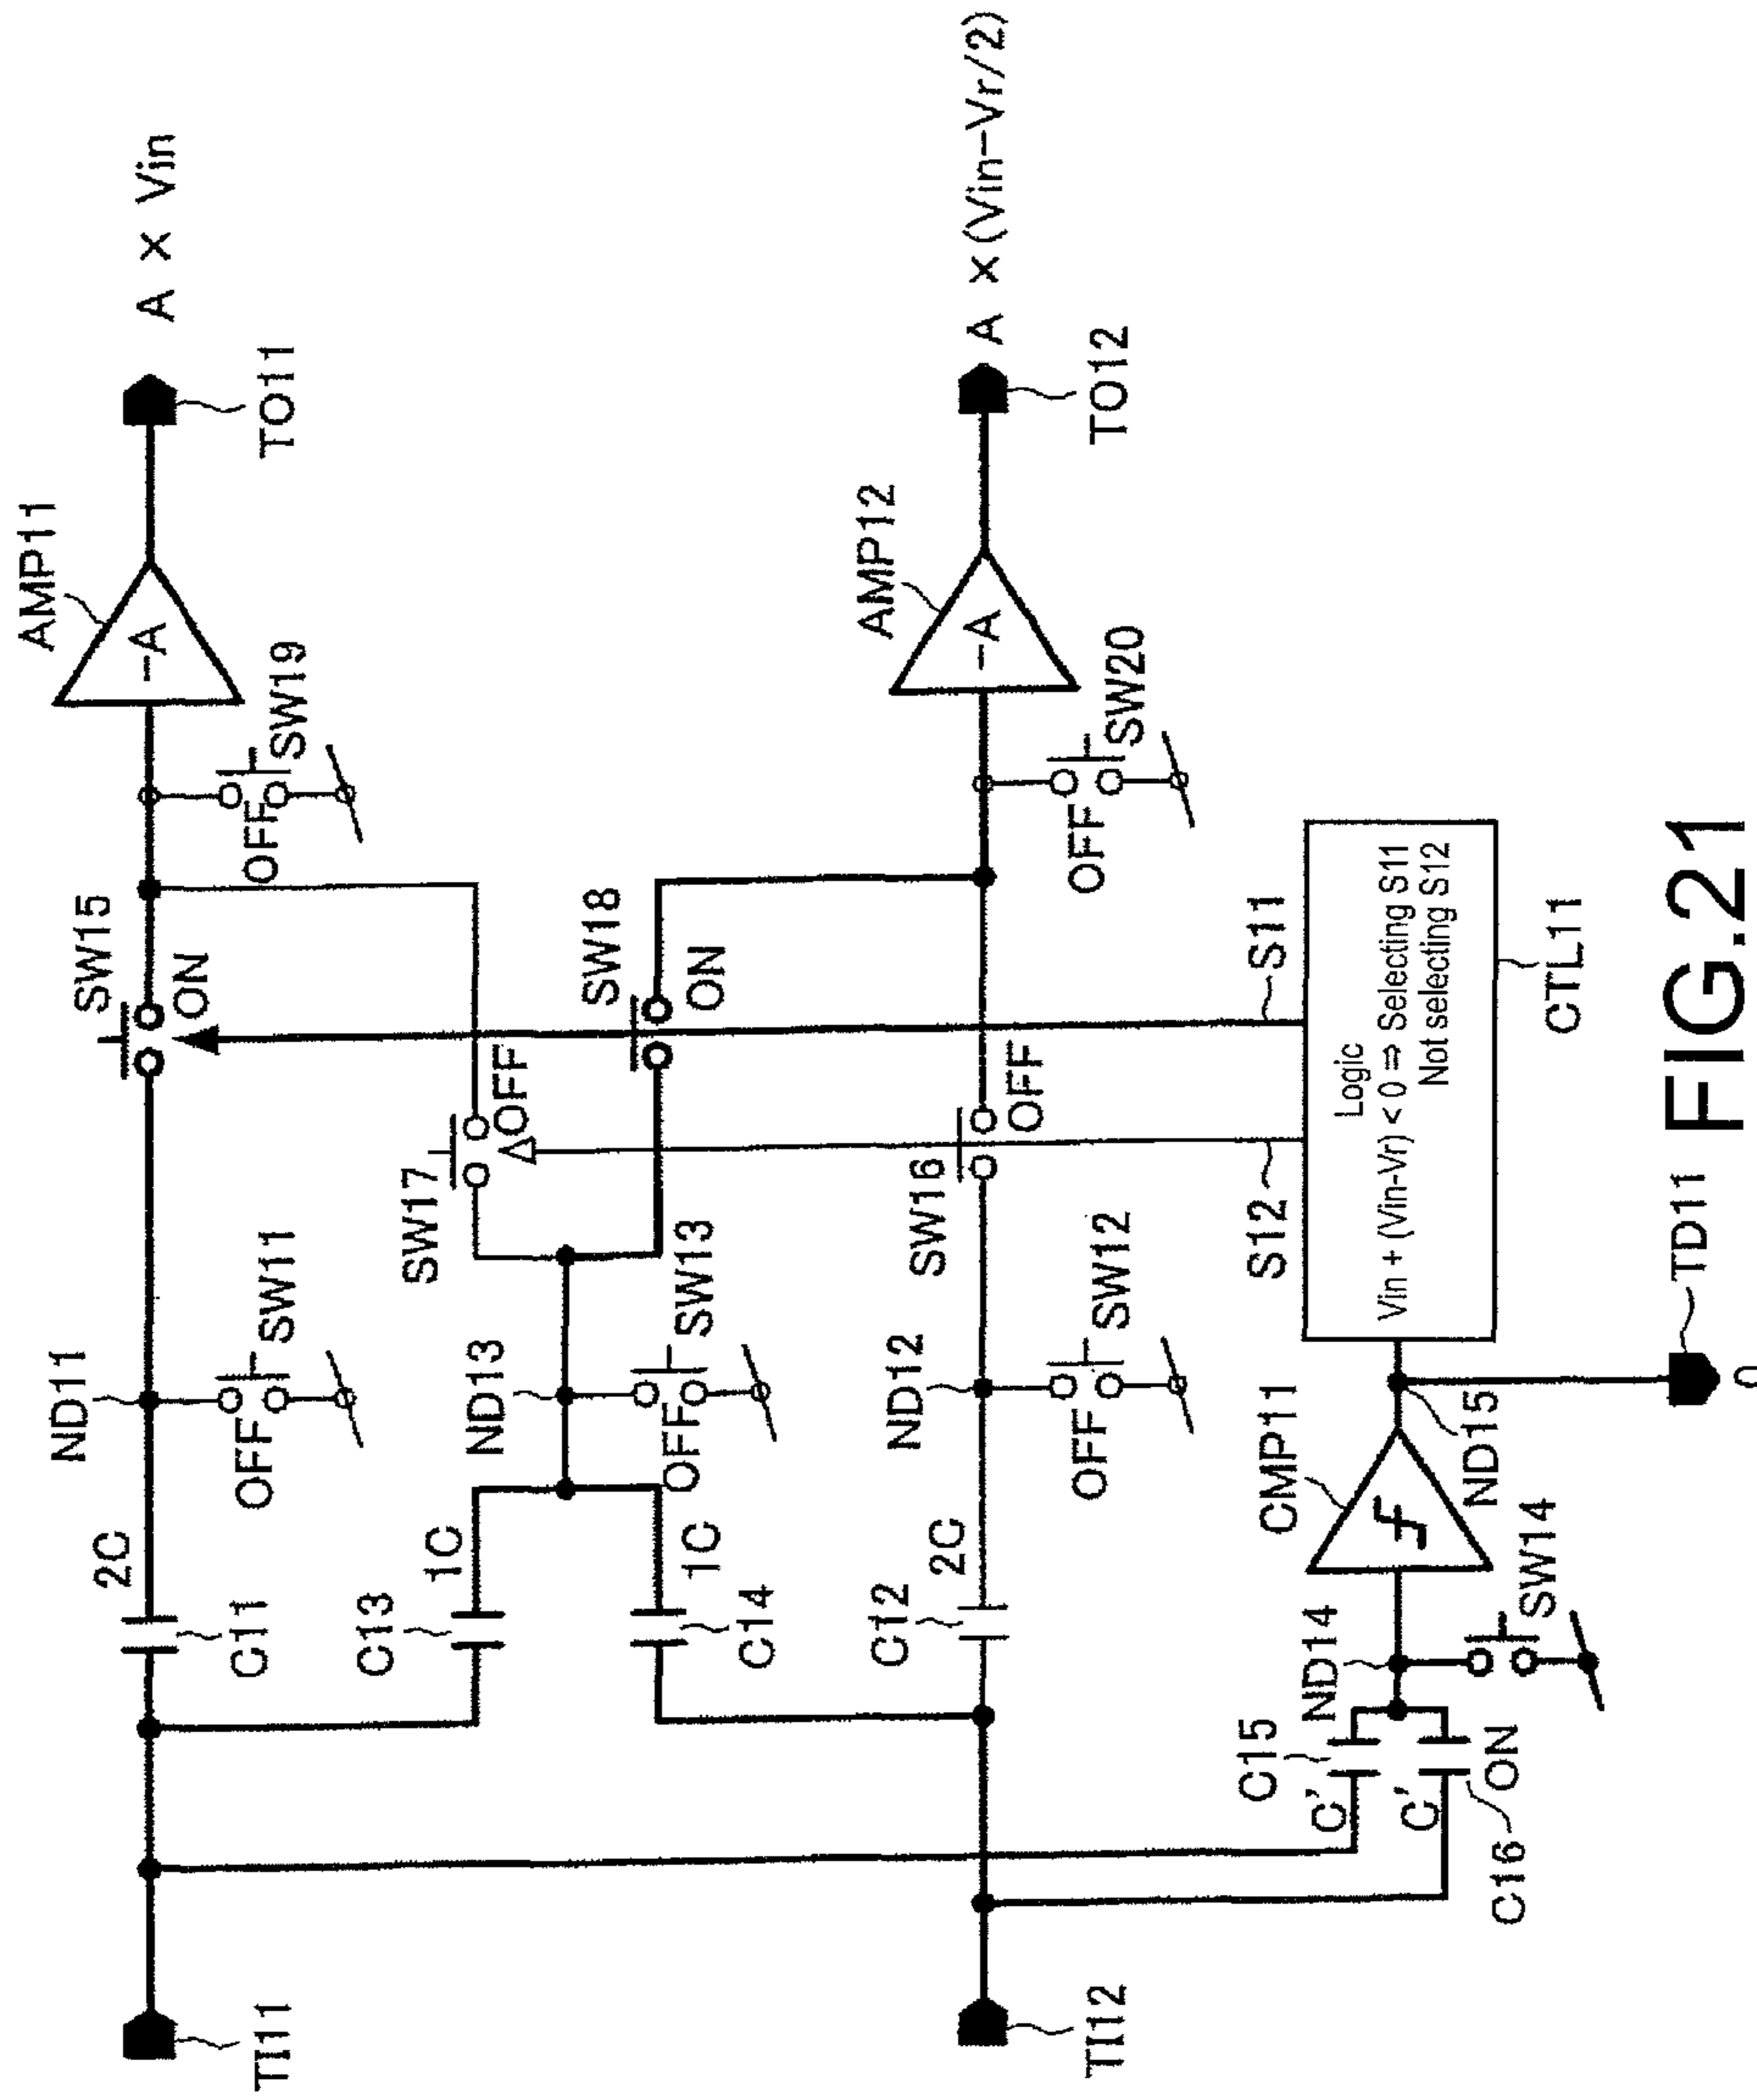 TI11
C11
2C
ND11
SW11
OFF
SW15
ON
SW19
OFF
AMP11
-A
TO11
A × Vin
C13
1C
ND13
SW17
OFF
C14
1C
SW13
OFF
SW18
ON
TI12
C12
2C
ND12
SW12
OFF
SW16
OFF
SW20
OFF
AMP12
-A
TO12
A ×(Vin-Vr/2)
C15
C'
C'
C16
ON
ND14
SW14
CMP11
ND15
S12
S11
Logic
Vin + (Vin-Vr) < 0 ⇒ Selecting S11
Not selecting S12
CTL11
TD11
0
FIG.21